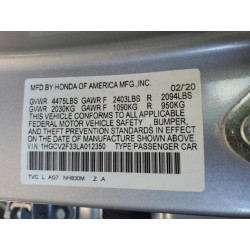 MFD BY HONDA OF AMERICA MFG.,INC. 02/20
GVWR 4475LBS GAWR F 2403LBS R 2094LBS
GVWR 2030KG GAWR F 1090KG R 950KG
THIS VEHICLE CONFORMS TO ALL APPLICABLE
FEDERAL MOTOR VEHICLE SAFETY , BUMPER,
AND THEFT PREVENTION STANDARDS IN EFFECT
ON THE DATE OF MANUFACTURE SHOWN ABOVE.
V.I.N.:1HGCV2F33LA012350 TYPE:PASSENGER CAR
TVC L AG7 NH830M Z A